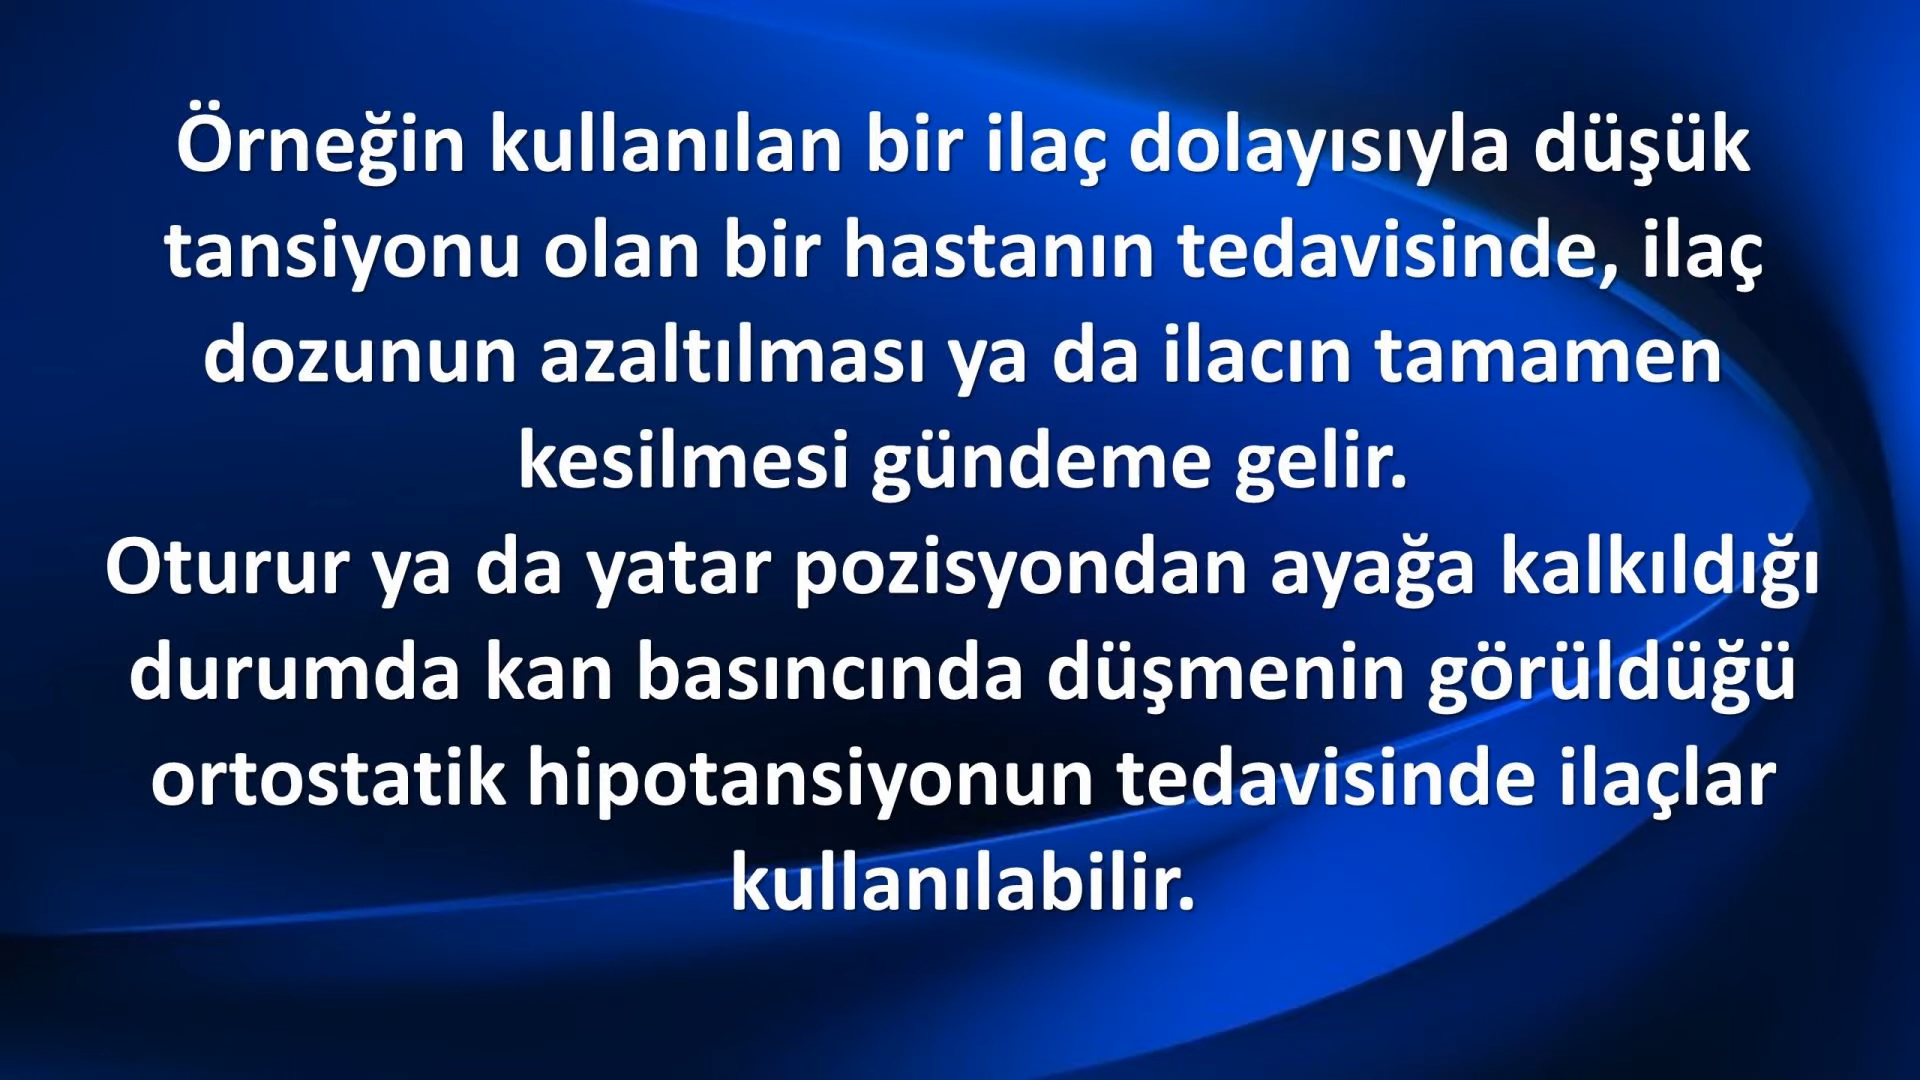 Örneğin kullanılan bir ilaç dolayısıyla düşük
tansiyonu olan bir hastanın tedavisinde, ilaç
dozunun azaltılması ya da ilacın tamamen
kesilmesi gündeme gelir.
Oturur ya da yatar pozisyondan ayağa kalkıldığı
durumda kan basıncında düşmenin görüldüğü
ortostatik hipotansiyonun tedavisinde ilaçlar
kullanılabilir.